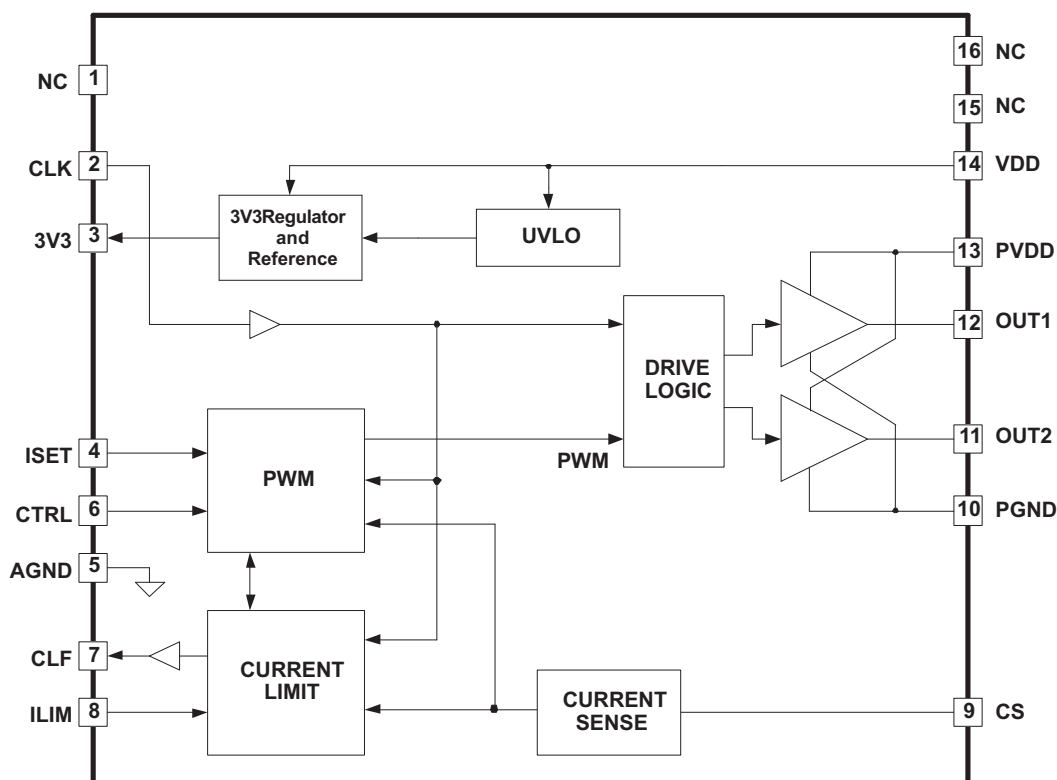 NC 1
16 NC
15 NC
CLK 2
14 VDD
3V3 3
3V3Regulator
and
Reference
UVLO
13 PVDD
12 OUT1
DRIVE
LOGIC
ISET 4
PWM
PWM
11 OUT2
CTRL 6
10 PGND
AGND 5
CLF 7
CURRENT
LIMIT
ILIM 8
CURRENT
SENSE
9 CS